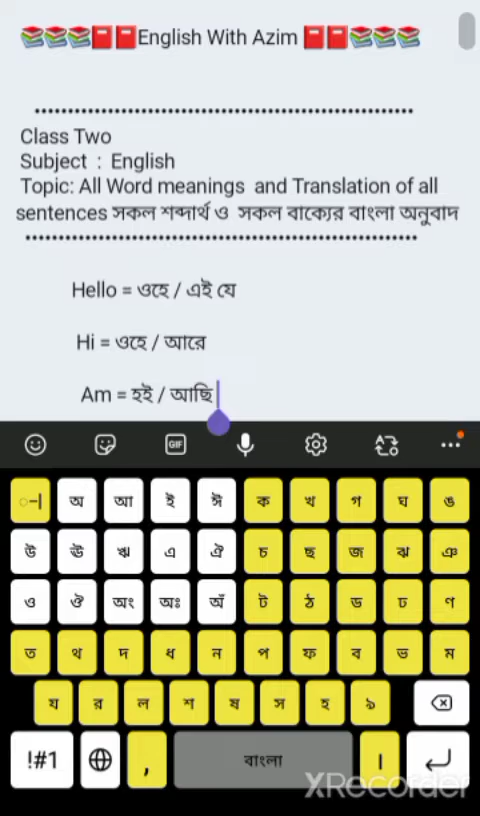 📚📚📚📕📕English With Azim 📕📕📚📚📚
............................................................
Class Two
Subject : English
Topic: All Word meanings and Translation of all
sentences সকল শব্দার্থ ও সকল বাক্যের বাংলা অনুবাদ
............................................................
Hello = ওহে / এই যে
Hi = ওহে / আরে
Am = হই / আছি
GIF
অ আ ই ঈ ক খ গ ঘ ঙ
উ ঊ ঋ এ ঐ চ ছ জ ঝ ঞ
ও ঔ অং অঃ অঁ ট ঠ ড ঢ ণ
ত থ দ ধ ন প ফ ব ভ ম
য র ল শ ষ স হ ৯
!#1 , বাংলা ।
XRecorder